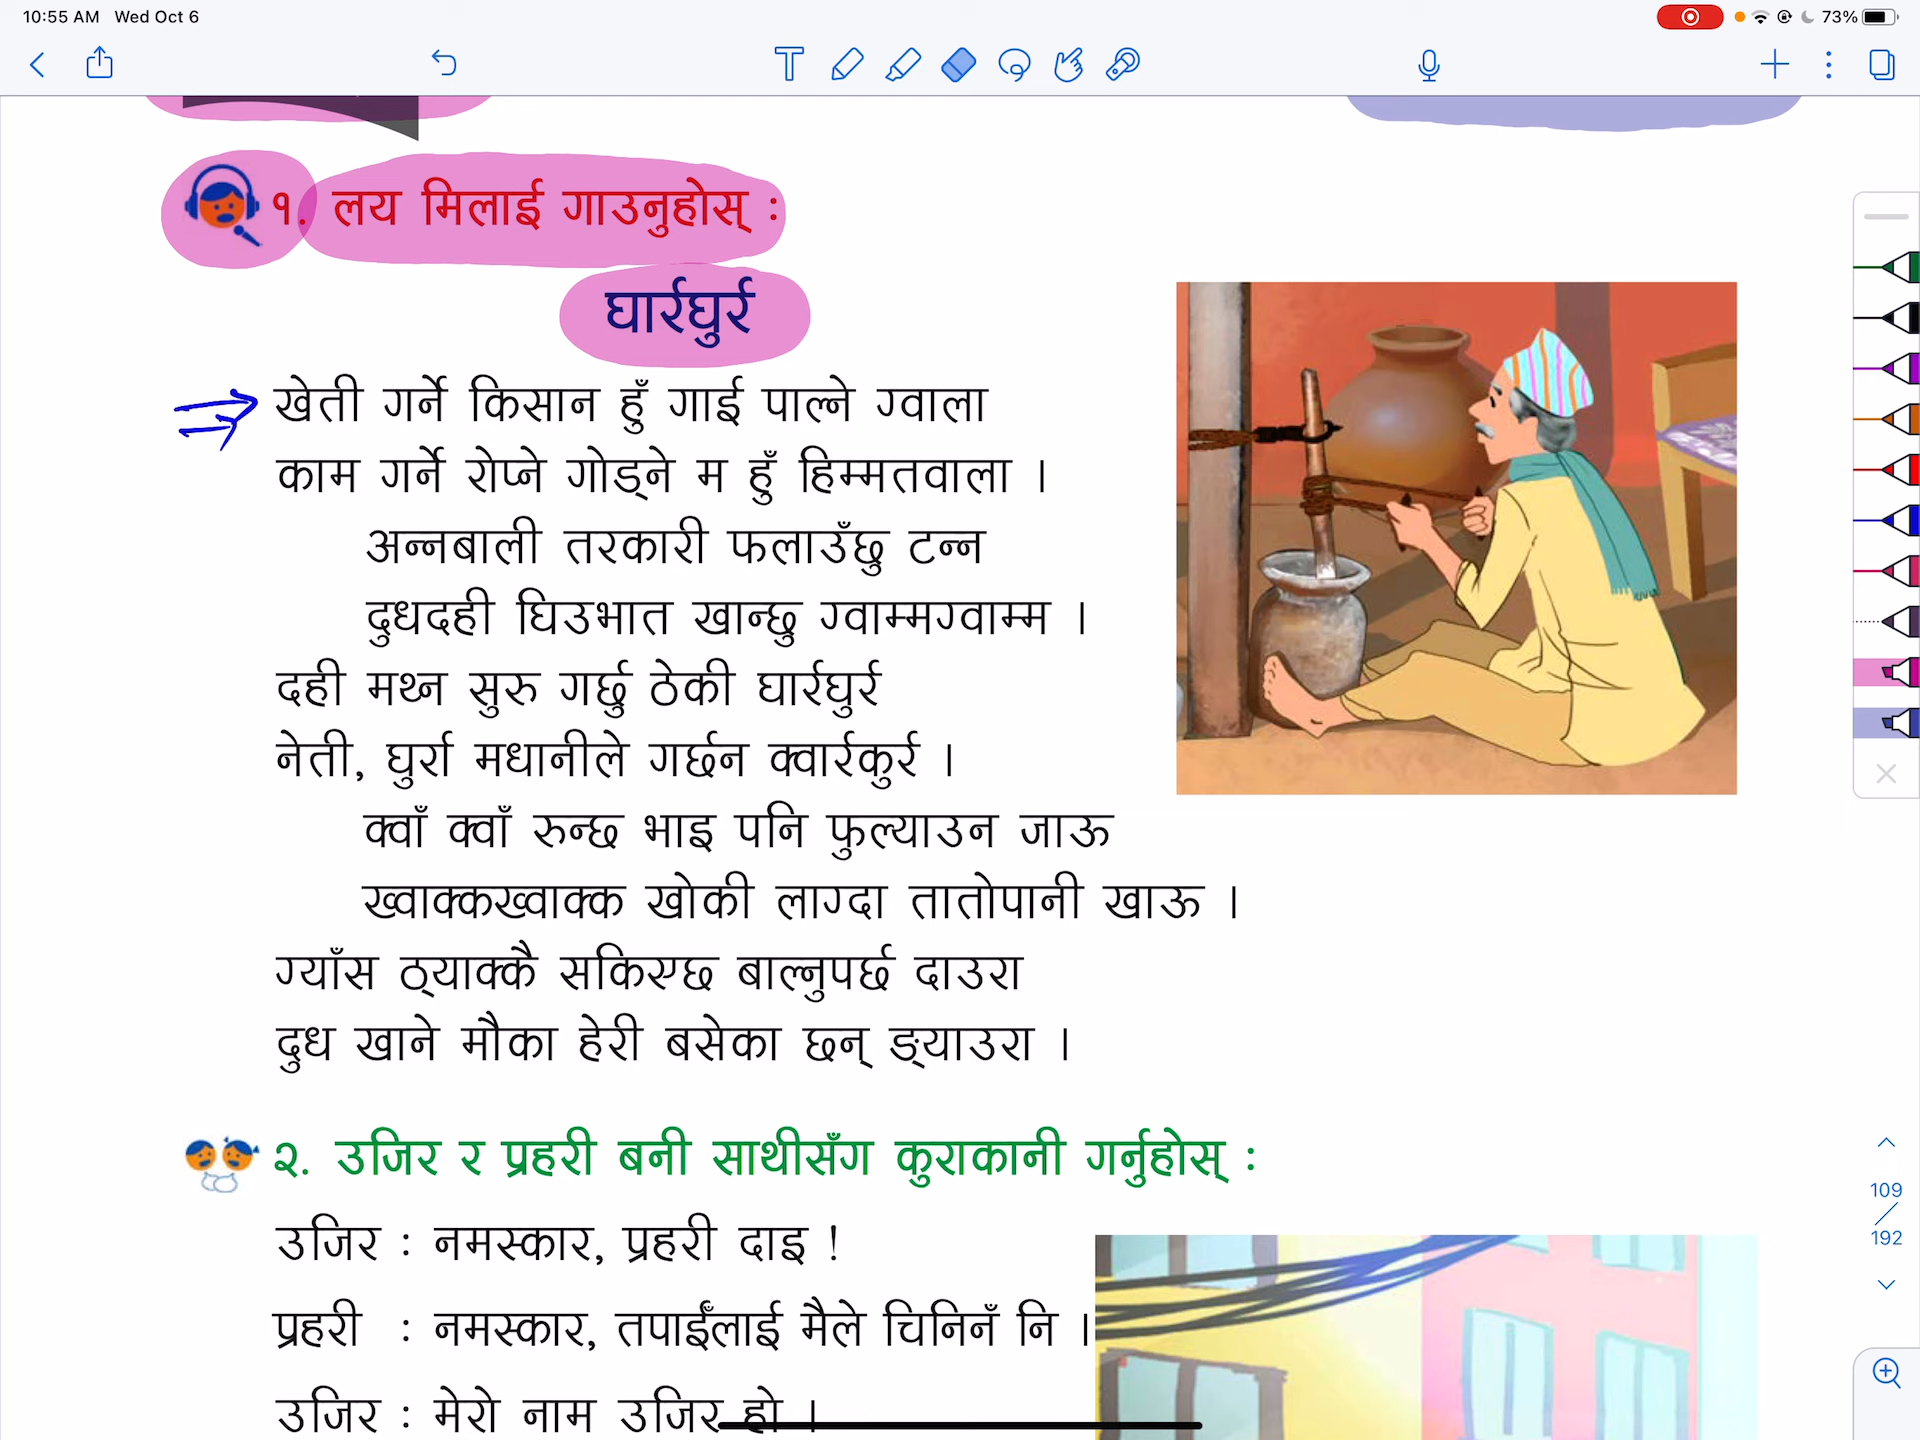 10:55 AM Wed Oct 6 73%
१. लय मिलाई गाउनुहोस् :
घार्रघुर्र
खेती गर्ने किसान हुँ गाई पाल्ने ग्वाला
काम गर्ने रोप्ने गोड्ने म हुँ हिम्मतवाला ।
अन्नबाली तरकारी फलाउँछु टन्न
दुधदही घिउभात खान्छु ग्वाम्मग्वाम्म ।
दही मथ्न सुरु गर्छु ठेकी घार्रघुर्र
नेती, घुर्रा मधानीले गर्छन क्वार्रकुर्र ।
क्वाँ क्वाँ रुन्छ भाइ पनि फुल्याउन जाऊ
ख्वाक्कख्वाक्क खोकी लाग्दा तातोपानी खाऊ ।
ग्याँस ठ्याक्कै सकिएछ बाल्नुपर्छ दाउरा
दुध खाने मौका हेरी बसेका छन् ङ्याउरा ।
२. उजिर र प्रहरी बनी साथीसँग कुराकानी गर्नुहोस् :
उजिर : नमस्कार, प्रहरी दाइ !
प्रहरी : नमस्कार, तपाईँलाई मैले चिनिनँ नि ।
उजिर : मेरो नाम उजिर हो ।
109
/
192